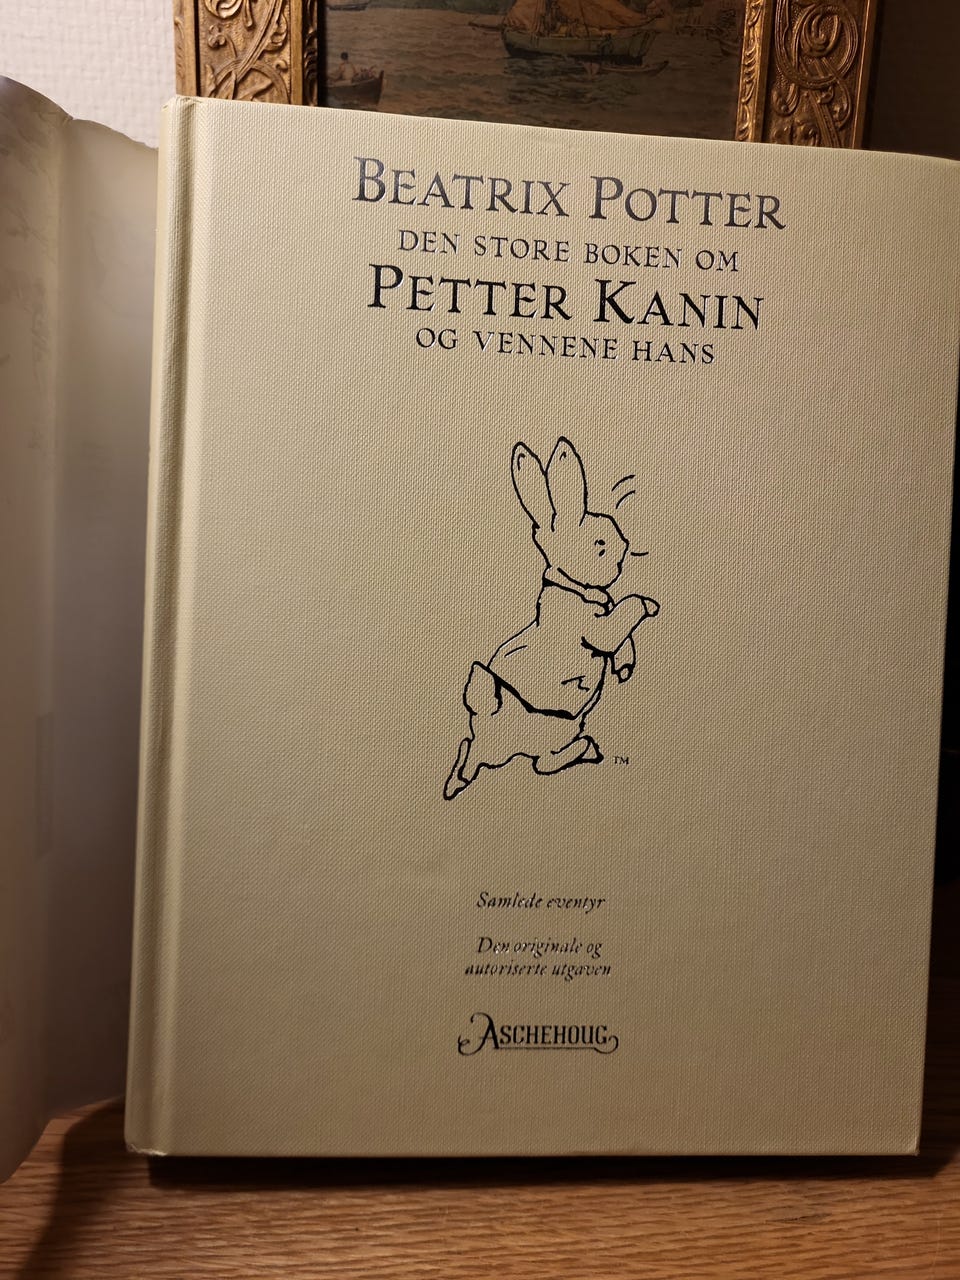 BEATRIX POTTER
DEN STORE BOKEN OM
PETTER KANIN
OG VENNENE HANS
TM
Samlede eventyr
Den originale og
autoriserte utgaven
ASCHEHOUG